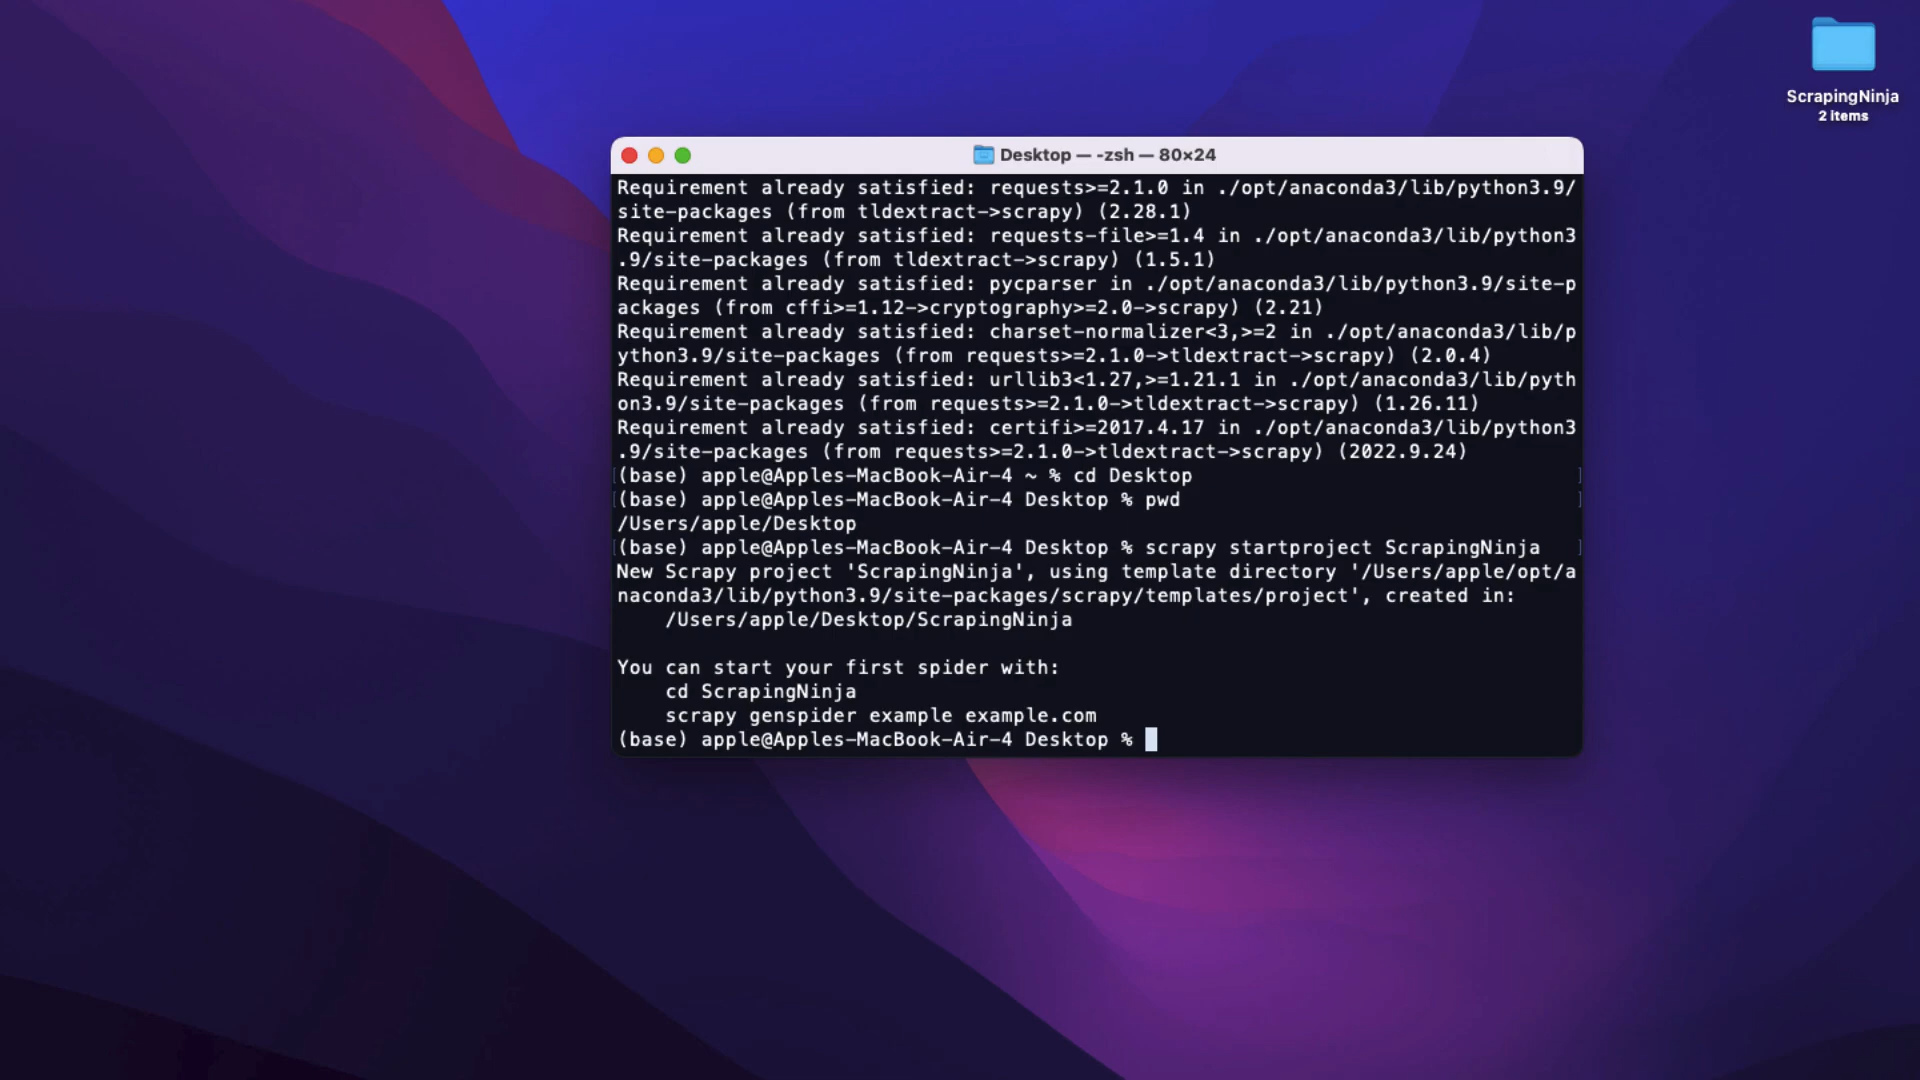 ScrapingNinja
2 items
Desktop — -zsh — 80×24
Requirement already satisfied: requests>=2.1.0 in ./opt/anaconda3/lib/python3.9/
site-packages (from tldextract->scrapy) (2.28.1)
Requirement already satisfied: requests-file>=1.4 in ./opt/anaconda3/lib/python3
.9/site-packages (from tldextract->scrapy) (1.5.1)
Requirement already satisfied: pycparser in ./opt/anaconda3/lib/python3.9/site-p
ackages (from cffi>=1.12->cryptography>=2.0->scrapy) (2.21)
Requirement already satisfied: charset-normalizer<3,>=2 in ./opt/anaconda3/lib/p
ython3.9/site-packages (from requests>=2.1.0->tldextract->scrapy) (2.0.4)
Requirement already satisfied: urllib3<1.27,>=1.21.1 in ./opt/anaconda3/lib/pyth
on3.9/site-packages (from requests>=2.1.0->tldextract->scrapy) (1.26.11)
Requirement already satisfied: certifi>=2017.4.17 in ./opt/anaconda3/lib/python3
.9/site-packages (from requests>=2.1.0->tldextract->scrapy) (2022.9.24)
[(base) apple@Apples-MacBook-Air-4 ~ % cd Desktop ]
[(base) apple@Apples-MacBook-Air-4 Desktop % pwd ]
/Users/apple/Desktop
[(base) apple@Apples-MacBook-Air-4 Desktop % scrapy startproject ScrapingNinja ]
New Scrapy project 'ScrapingNinja', using template directory '/Users/apple/opt/a
naconda3/lib/python3.9/site-packages/scrapy/templates/project', created in:
    /Users/apple/Desktop/ScrapingNinja

You can start your first spider with:
    cd ScrapingNinja
    scrapy genspider example example.com
(base) apple@Apples-MacBook-Air-4 Desktop %